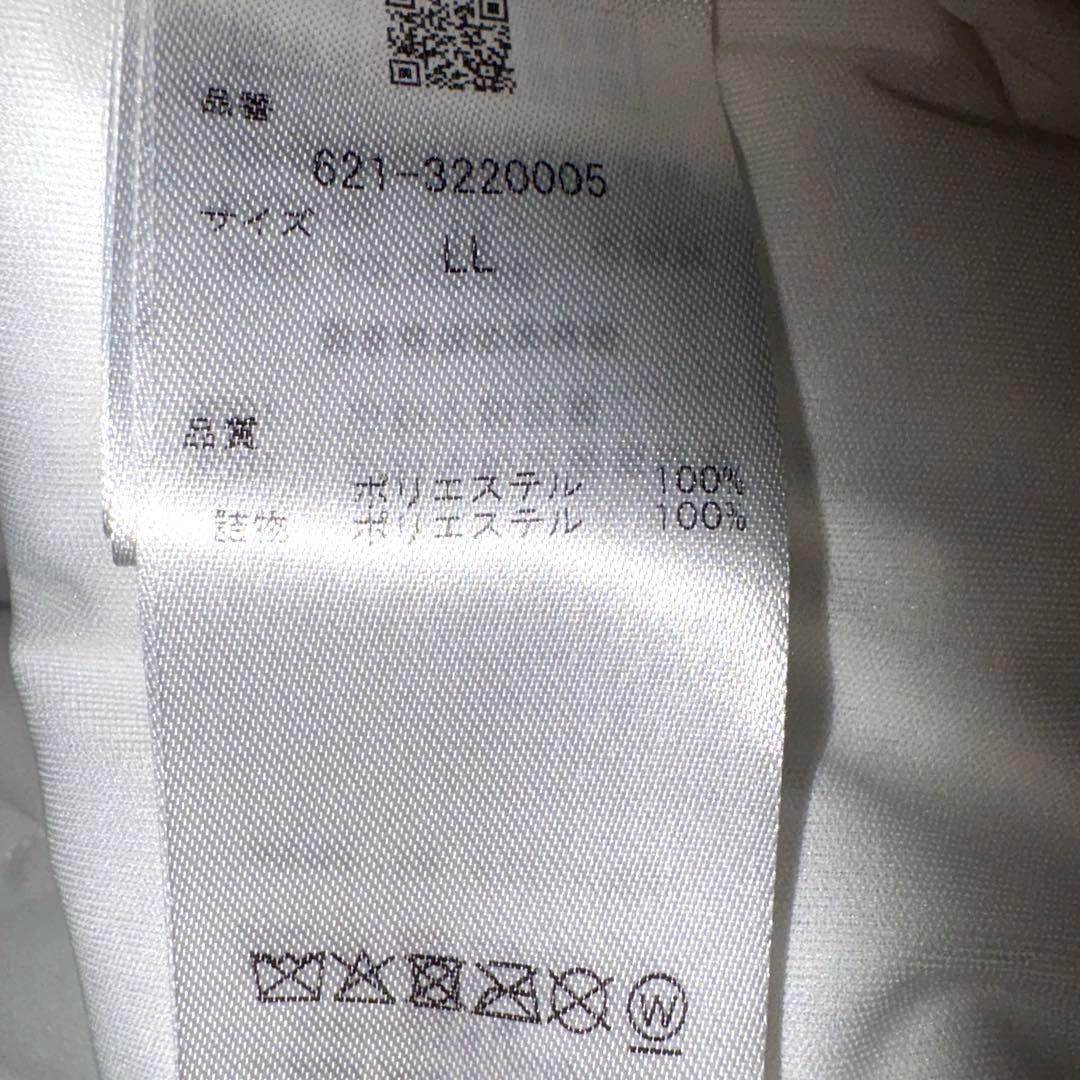 品番
621-3220005
サイズ
LL
品質
ポリエステル 100%
詰物 ポリエステル 100%
W